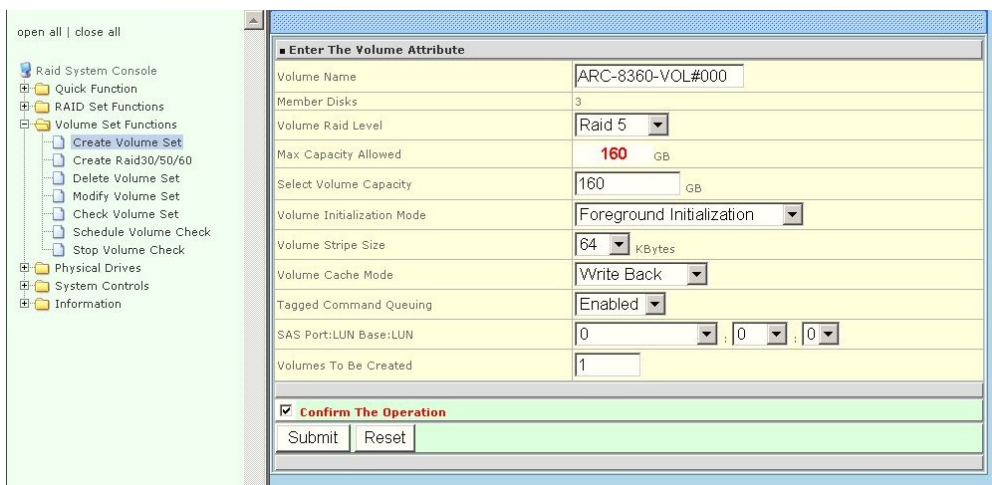 open all | close all
Raid System Console
Quick Function
RAID Set Functions
Volume Set Functions
Create Volume Set
Create Raid30/50/60
Delete Volume Set
Modify Volume Set
Check Volume Set
Schedule Volume Check
Stop Volume Check
Physical Drives
System Controls
Information
Enter The Volume Attribute
Volume Name ARC-8360-VOL#000
Member Disks 3
Volume Raid Level Raid 5
Max Capacity Allowed 160 GB
Select Volume Capacity 160 GB
Volume Initialization Mode Foreground Initialization
Volume Stripe Size 64 KBytes
Volume Cache Mode Write Back
Tagged Command Queuing Enabled
SAS Port:LUN Base:LUN 0 : 0 : 0
Volumes To Be Created 1
Confirm The Operation
Submit Reset